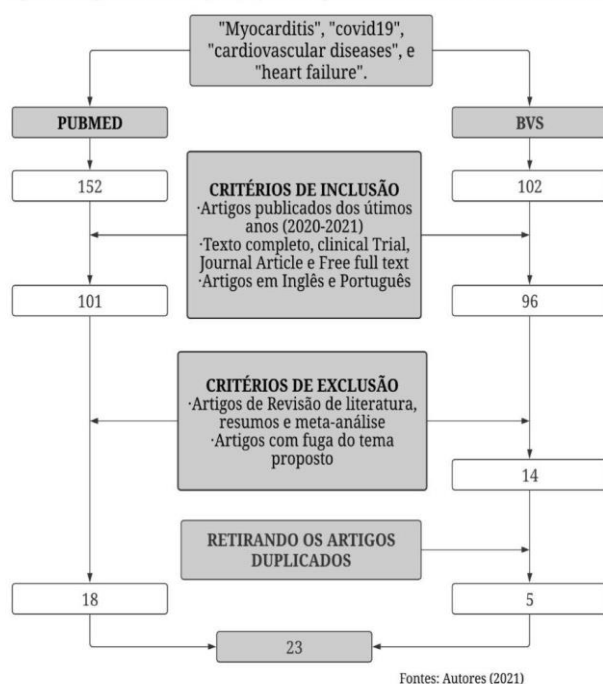 "Myocarditis", "covid19",
"cardiovascular diseases", e
"heart failure".
PUBMED
BVS
152
102
CRITÉRIOS DE INCLUSÃO
·Artigos publicados dos útimos
anos (2020-2021)
·Texto completo, clinical Trial,
Journal Article e Free full text
·Artigos em Inglês e Português
101
96
CRITÉRIOS DE EXCLUSÃO
·Artigos de Revisão de literatura,
resumos e meta-análise
·Artigos com fuga do tema
proposto
14
RETIRANDO OS ARTIGOS
DUPLICADOS
18
5
23
Fontes: Autores (2021)